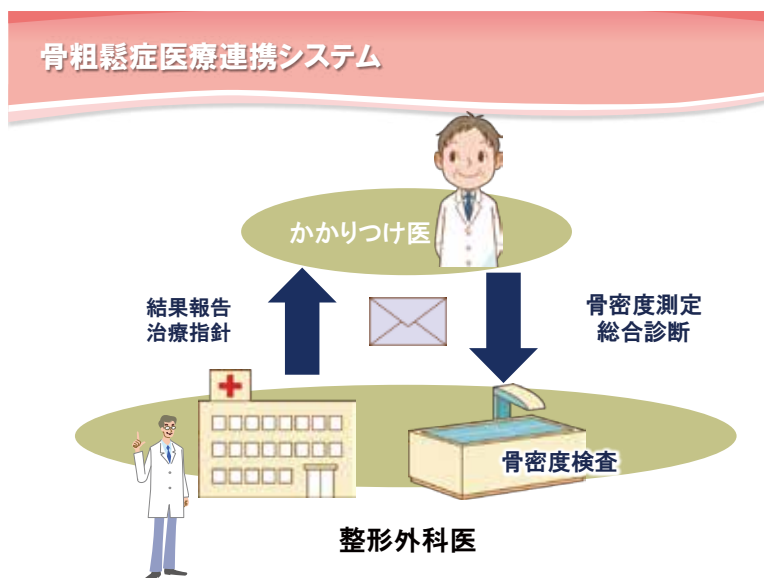 骨粗鬆症医療連携システム
かかりつけ医
結果報告
治療指針
骨密度測定
総合診断
骨密度検査
整形外科医